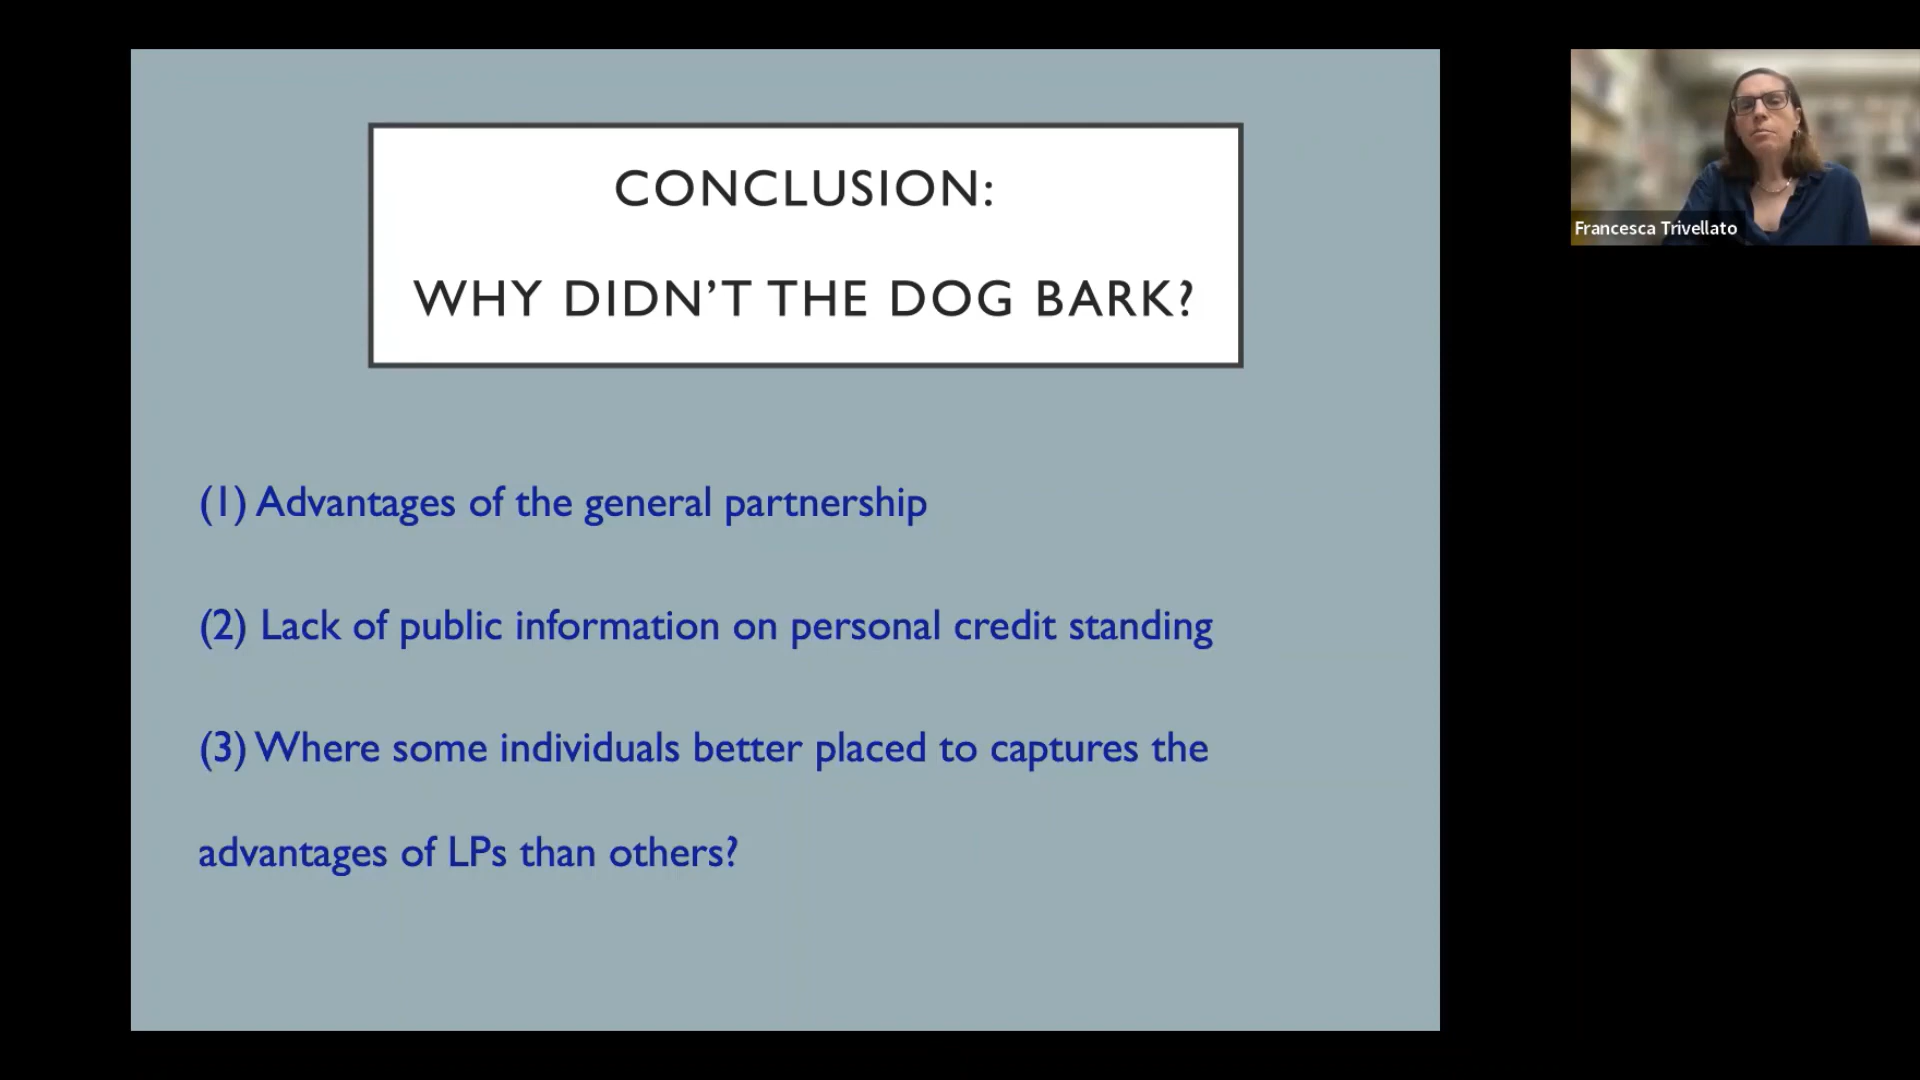 CONCLUSION:
WHY DIDN’T THE DOG BARK?
(1) Advantages of the general partnership
(2) Lack of public information on personal credit standing
(3) Where some individuals better placed to captures the
advantages of LPs than others?
Francesca Trivellato